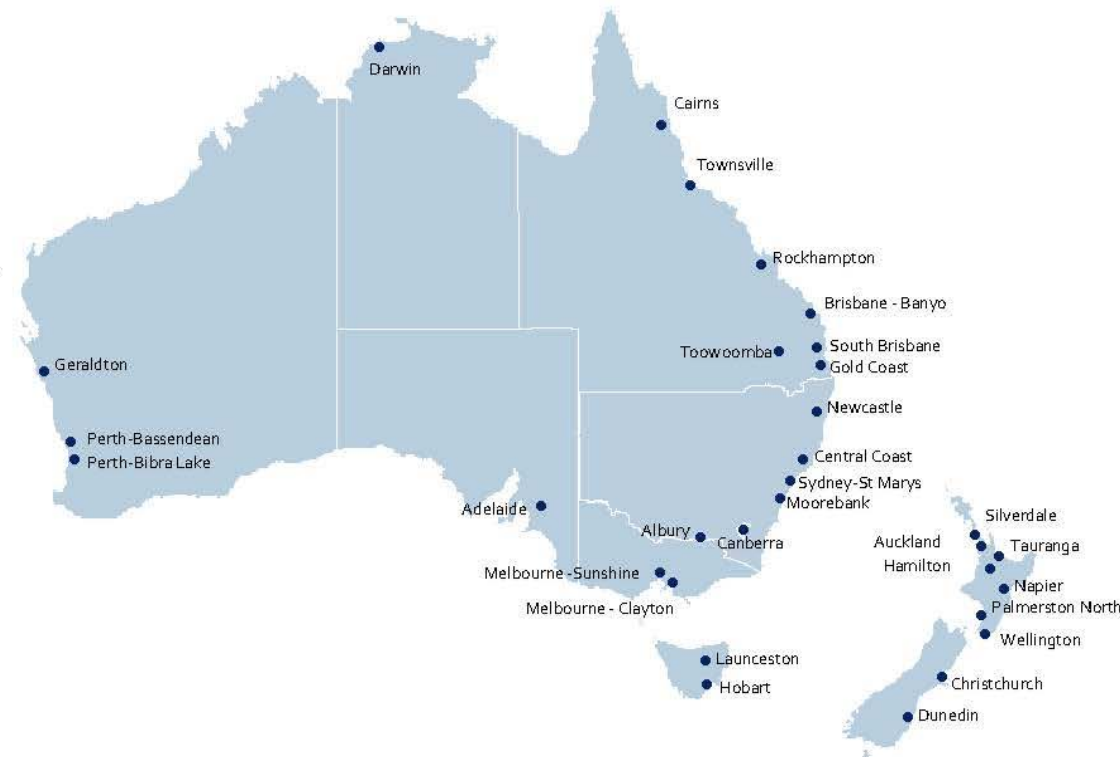 Darwin
Cairns
Townsville
Rockhampton
Brisbane - Banyo
South Brisbane
Toowoomba
Gold Coast
Geraldton
Newcastle
Perth-Bassendean
Central Coast
Perth-Bibra Lake
Sydney-St Marys
Moorebank
Adelaide
Silverdale
Albury
Canberra
Auckland
Tauranga
Hamilton
Melbourne -Sunshine
Napier
Melbourne - Clayton
Palmerston North
Wellington
Launceston
Christchurch
Hobart
Dunedin